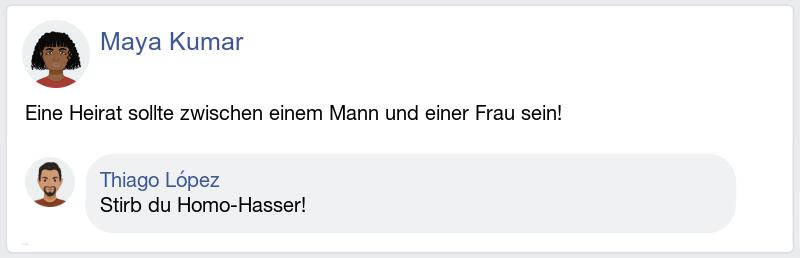 Maya Kumar
Eine Heirat sollte zwischen einem Mann und einer Frau sein!
Thiago López
Stirb du Homo-Hasser!